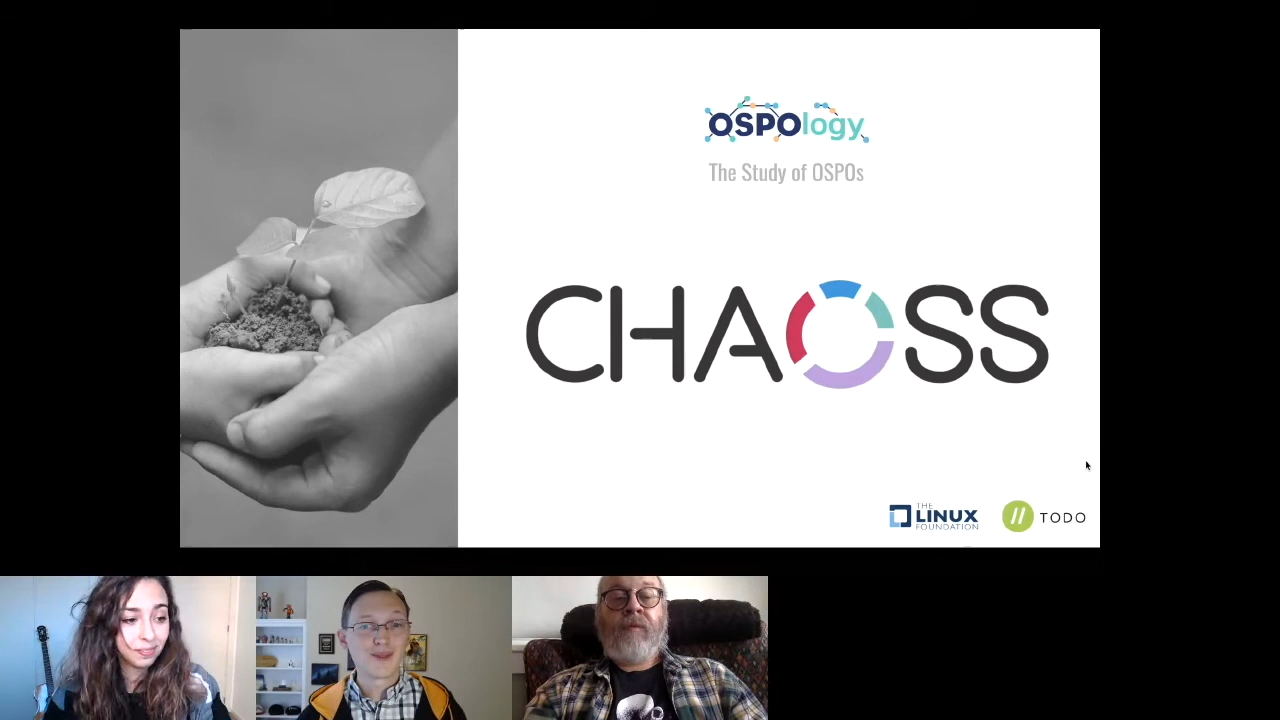 OSPOlogy
The Study of OSPOs
CHAOSS
THE
LINUX
FOUNDATION
TODO